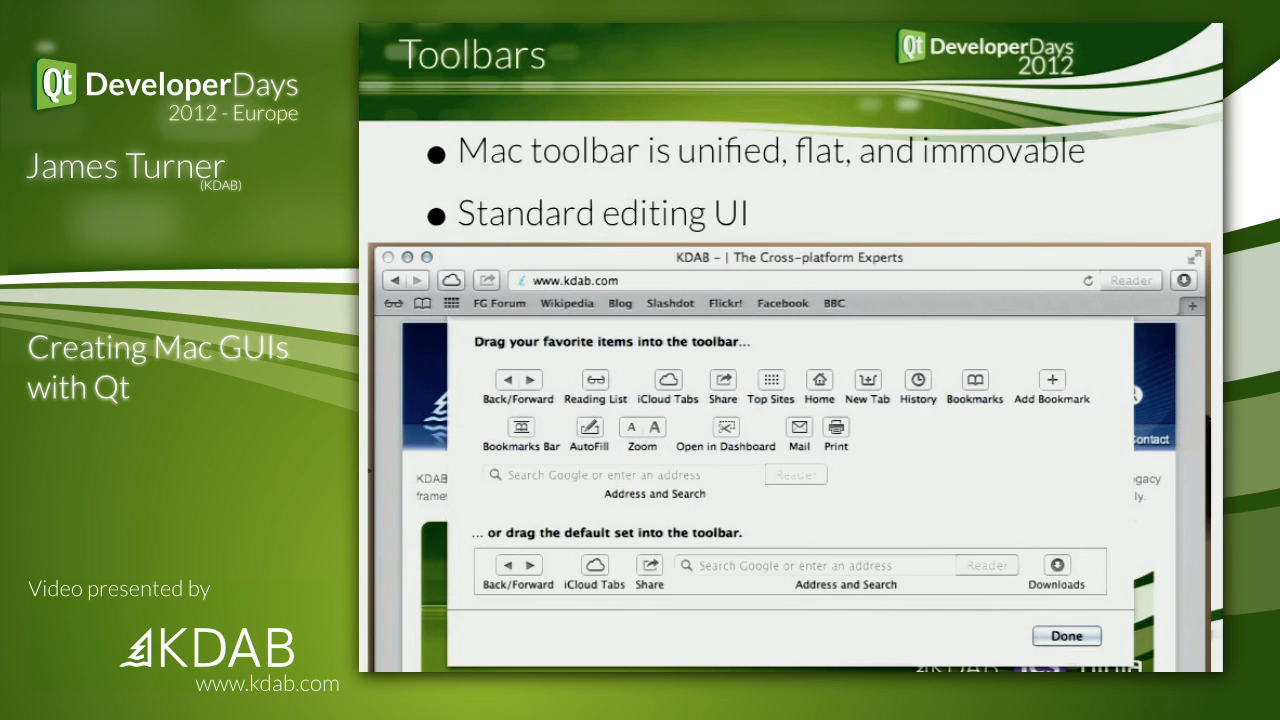 Qt DeveloperDays
2012 - Europe
James Turner
(KDAB)
Creating Mac GUIs
with Qt
Video presented by
KDAB
www.kdab.com
Toolbars
Qt DeveloperDays
2012
● Mac toolbar is unified, flat, and immovable
● Standard editing UI
KDAB – | The Cross-platform Experts
www.kdab.com
Reader
FG Forum Wikipedia Blog Slashdot Flickr! Facebook BBC
Drag your favorite items into the toolbar...
Back/Forward Reading List iCloud Tabs Share Top Sites Home New Tab History Bookmarks Add Bookmark
A A
Bookmarks Bar AutoFill Zoom Open in Dashboard Mail Print
Contact
Search Google or enter an address Reader
KDAB
Address and Search
... or drag the default set into the toolbar.
Search Google or enter an address Reader
Back/Forward iCloud Tabs Share Address and Search Downloads
Done
KDAB